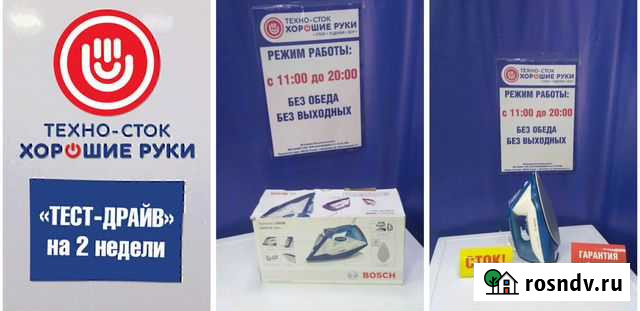 ТЕХНО-СТОК
ХОРОШИЕ РУКИ
«ТЕСТ-ДРАЙВ»
на 2 недели
ТЕХНО-СТОК
ХОРОШИЕ РУКИ
РЕЖИМ РАБОТЫ:
с 11:00 до 20:00
БЕЗ ОБЕДА
БЕЗ ВЫХОДНЫХ
BOSCH
ТЕХНО-СТОК
ХОРОШИЕ РУКИ
РЕЖИМ РАБОТЫ:
с 11:00 до 20:00
БЕЗ ОБЕДА
БЕЗ ВЫХОДНЫХ
СТОК!
ГАРАНТИЯ
rosndv.ru